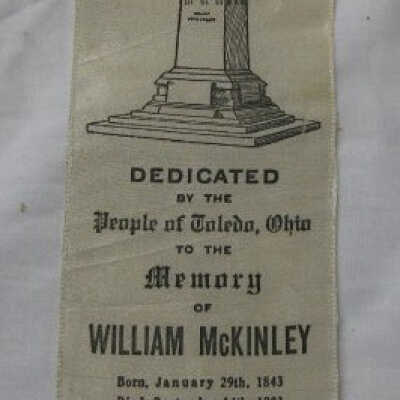 DEDICATED
BY THE
People of Toledo, Ohio
TO THE
Memory
OF
WILLIAM McKINLEY
Born, January 29th, 1843